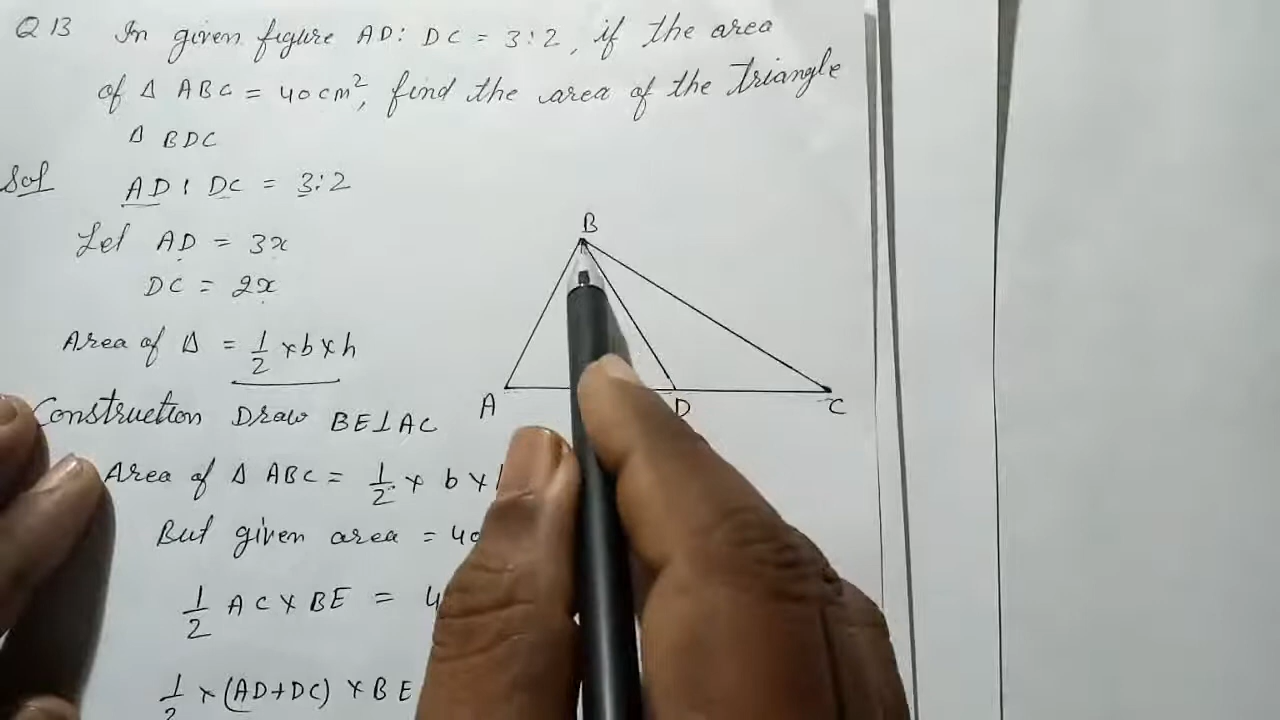 Q 13 In given figure AD: DC = 3:2, if the area
of Δ ABC = 40 cm², find the area of the triangle
Δ BDC
Sol AD : DC = 3:2
Let AD = 3x
DC = 2x
Area of Δ = 1/2 × b × h
Construction Draw BE⊥AC
Area of Δ ABC = 1/2 × b ×
But given area = 40
1/2 AC × BE = 4
1/2 × (AD+DC) × BE
B
A
D
C